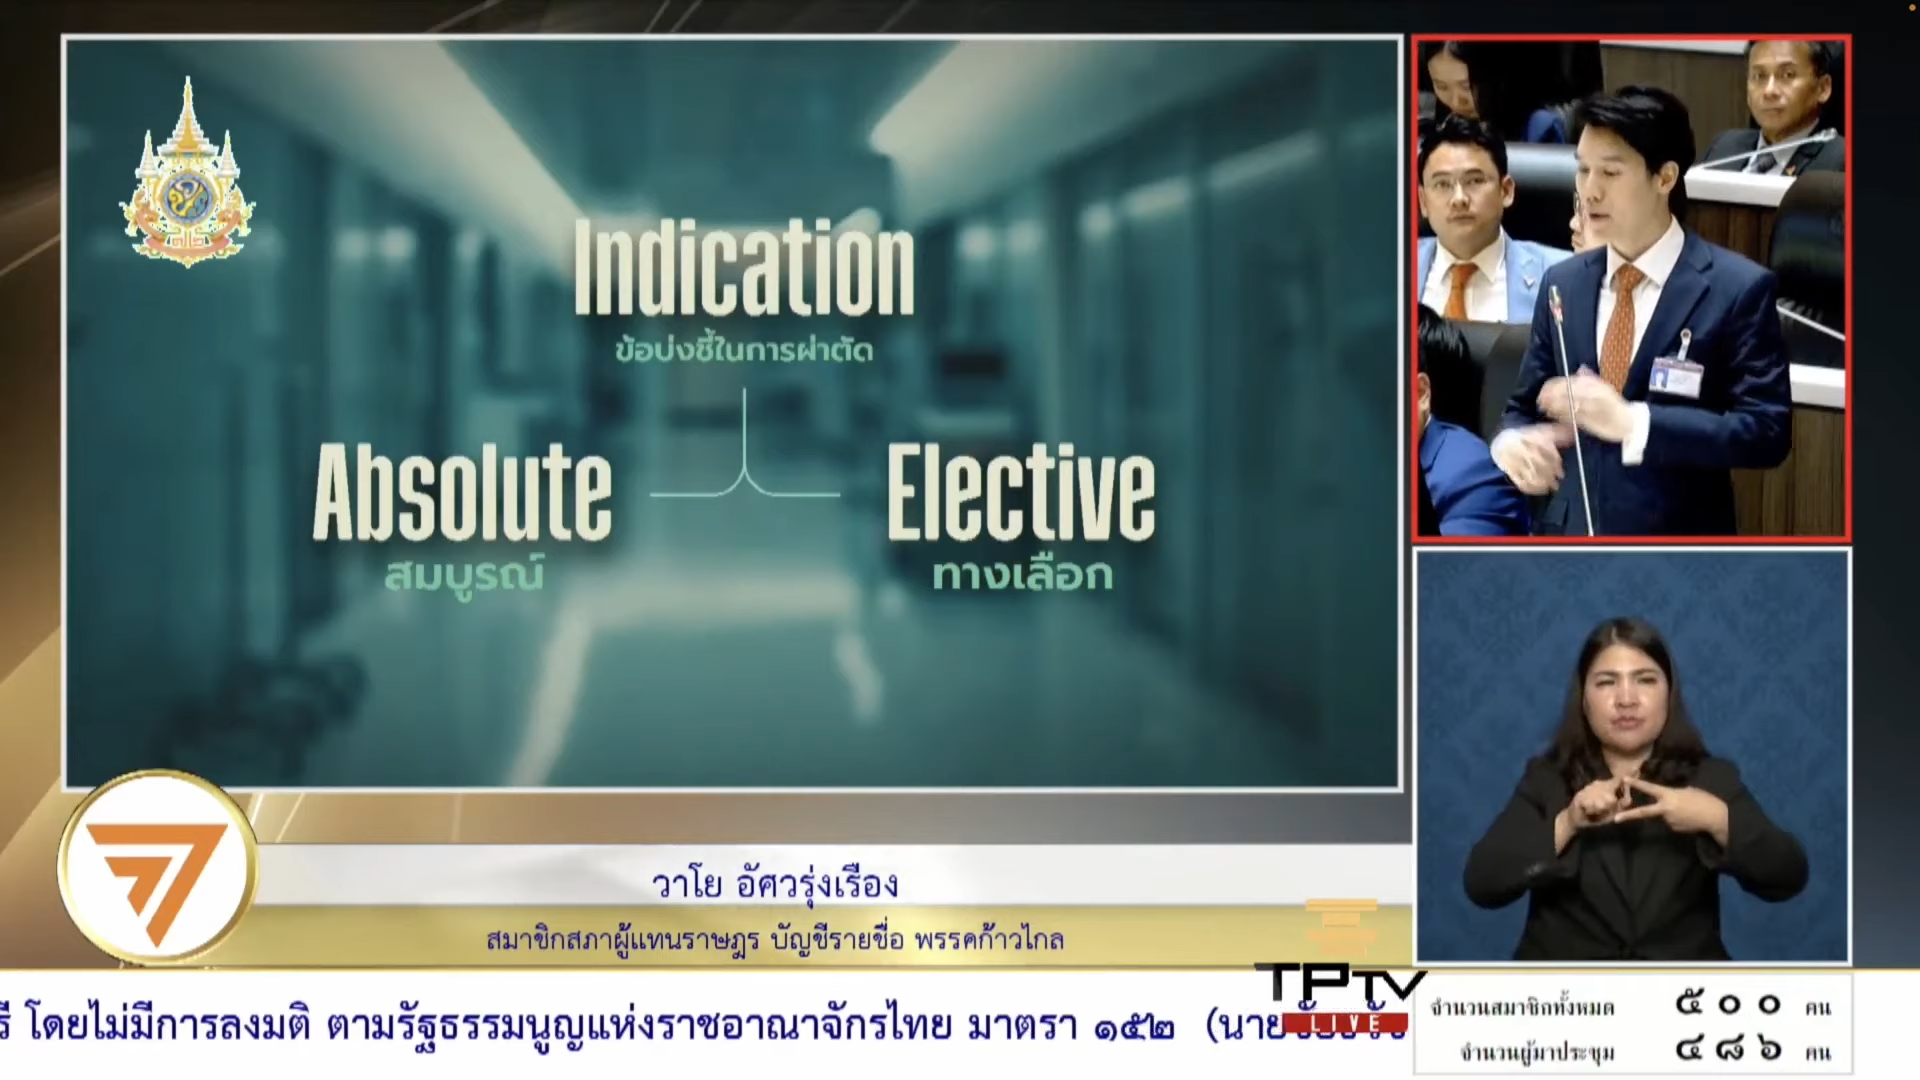 Indication
ข้อบ่งชี้ในการผ่าตัด
Absolute
สมบูรณ์
Elective
ทางเลือก
วาโย อัศวรุ่งเรือง
สมาชิกสภาผู้แทนราษฎร บัญชีรายชื่อ พรรคก้าวไกล
TPTV
LIVE
โดยไม่มีการลงมติ ตามรัฐธรรมนูญแห่งราชอาณาจักรไทย มาตรา ๑๕๒ (นาย
จำนวนสมาชิกทั้งหมด ๕๐๐ คน
จำนวนผู้มาประชุม ๔๘๖ คน